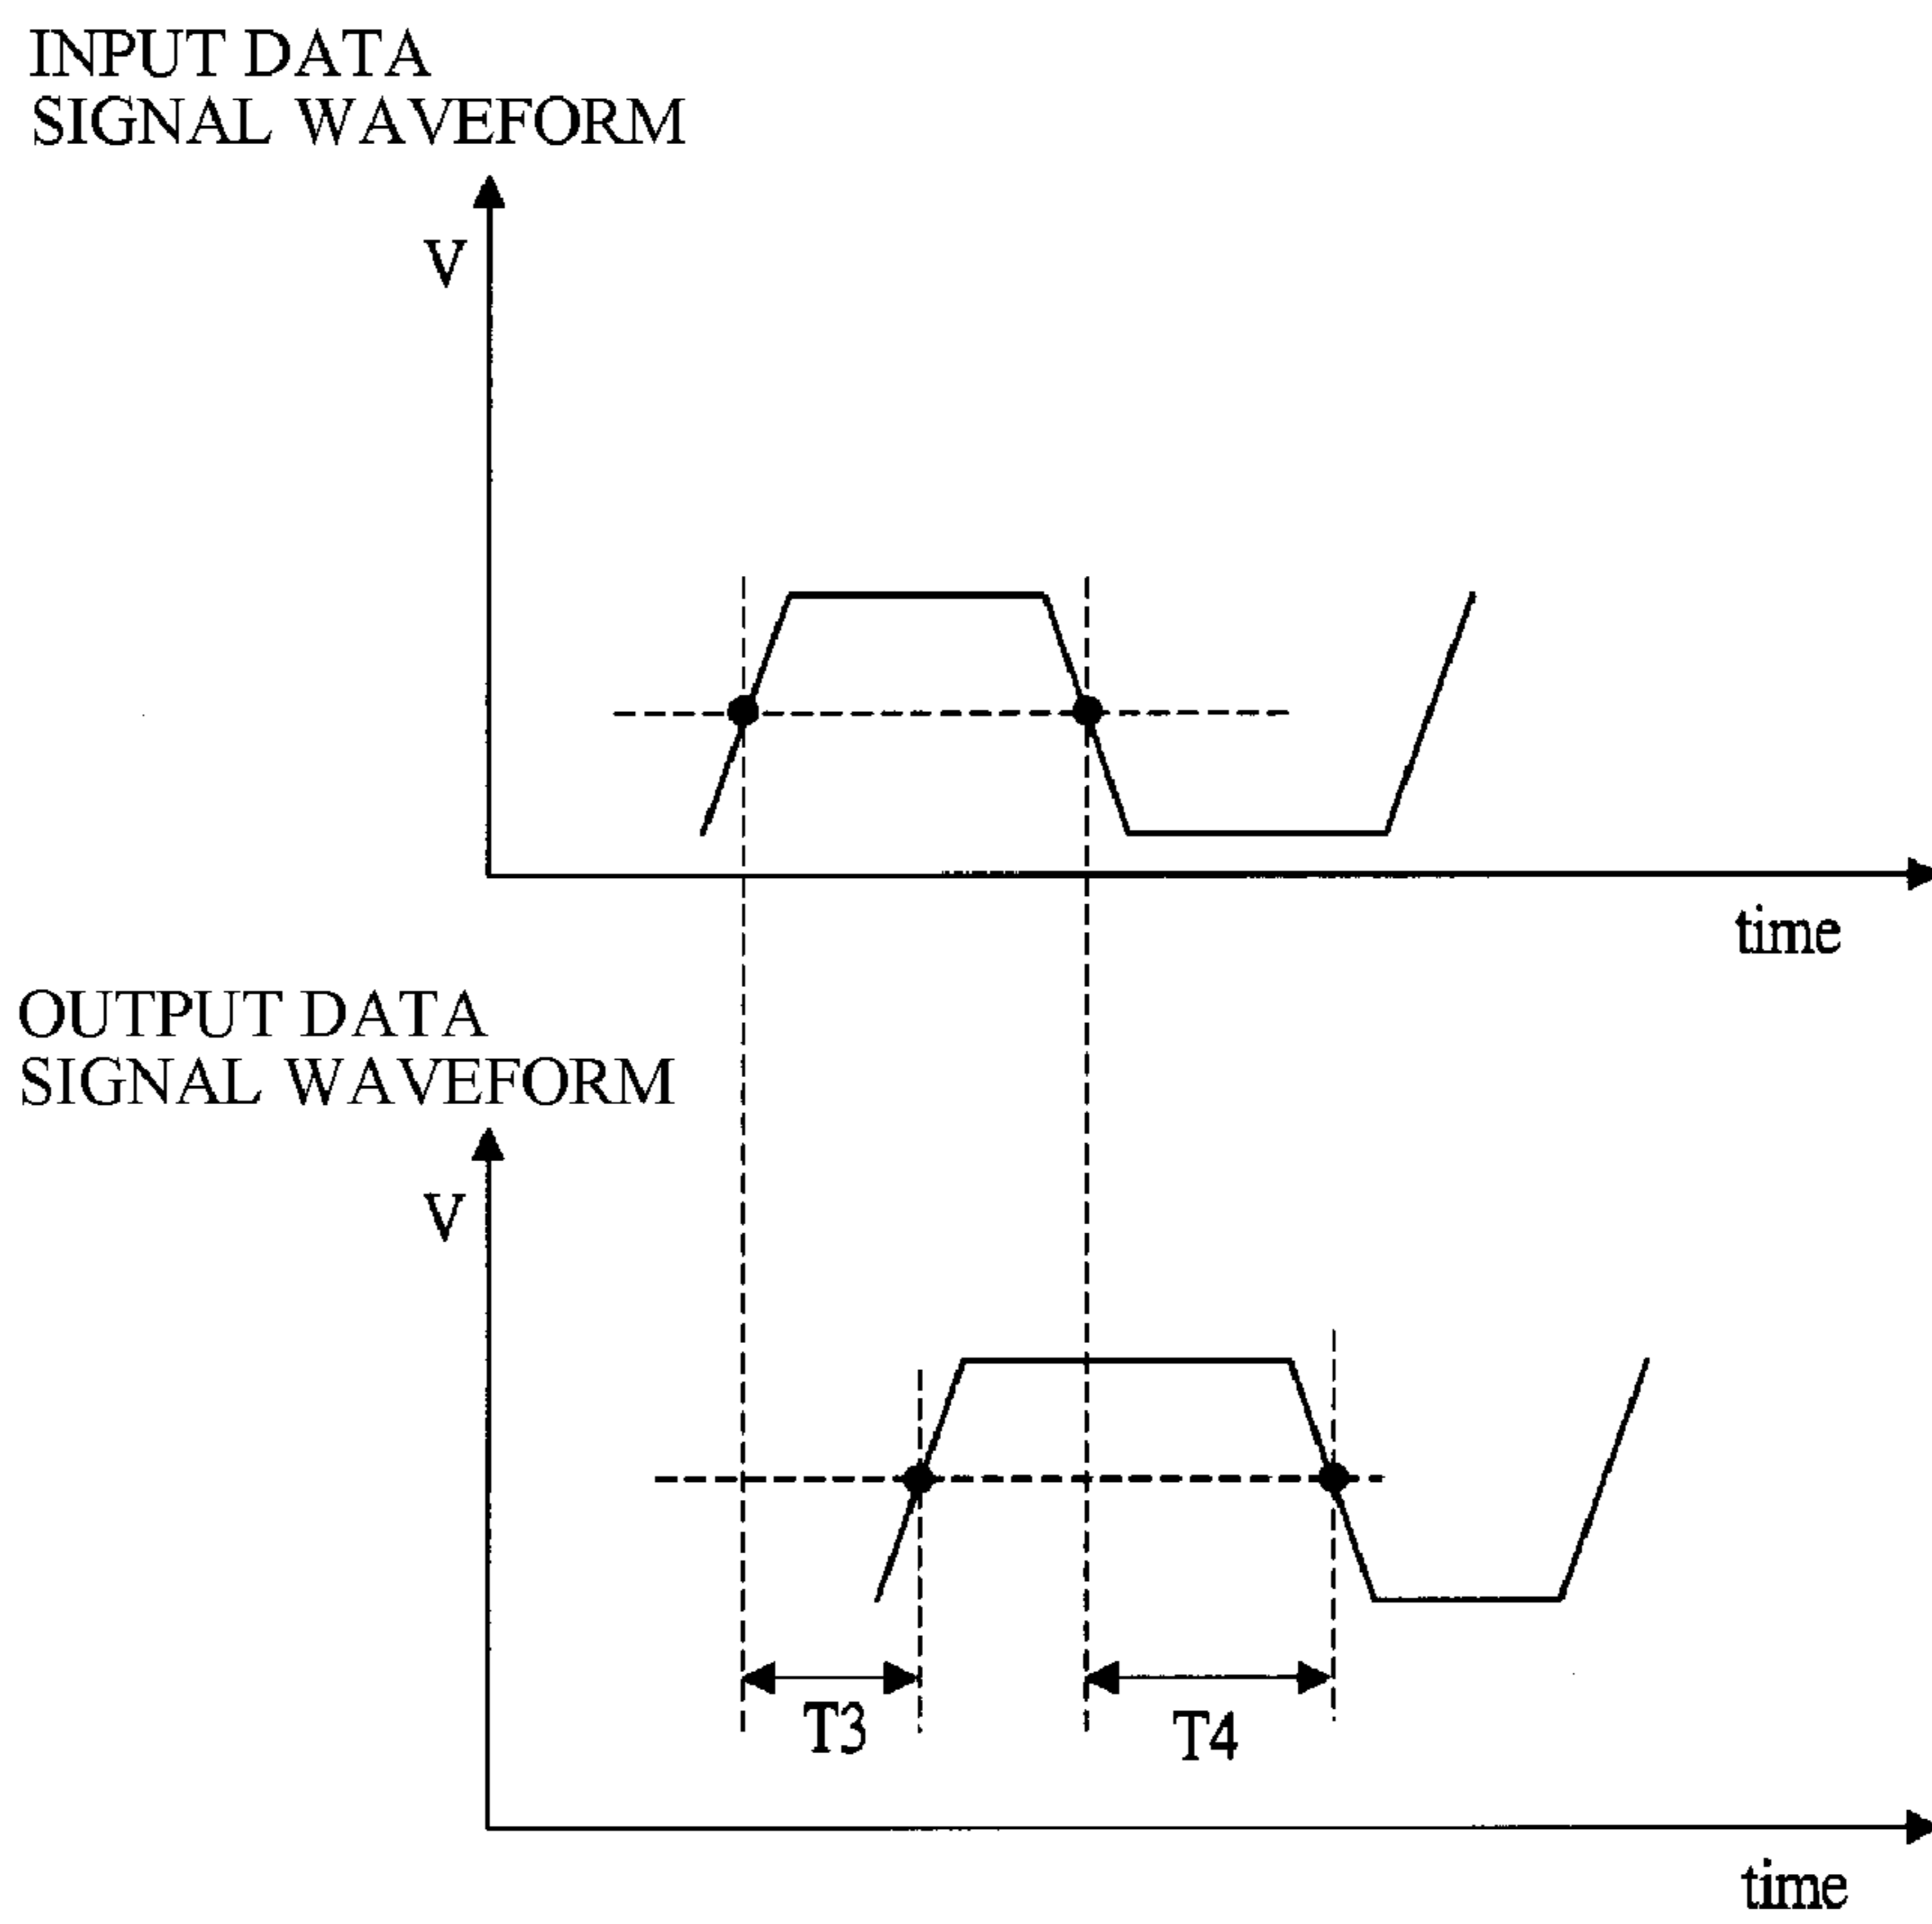 INPUT DATA
SIGNAL WAVEFORM
V
time
OUTPUT DATA
SIGNAL WAVEFORM
V
T3
T4
time